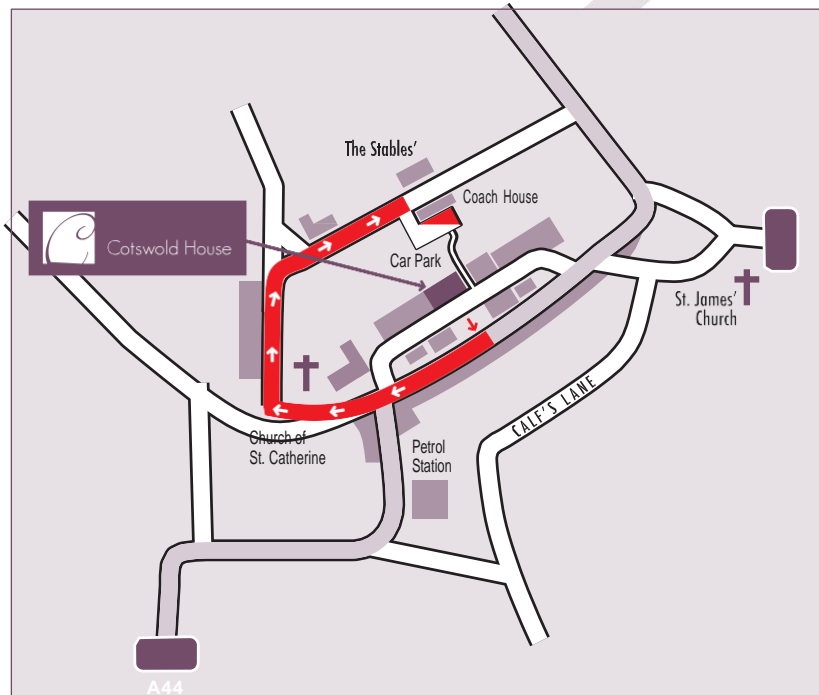 The Stables'
Coach House
Cotswold House
Car Park
St. James'
Church
CALF'S LANE
Church of
St. Catherine
Petrol
Station
A44